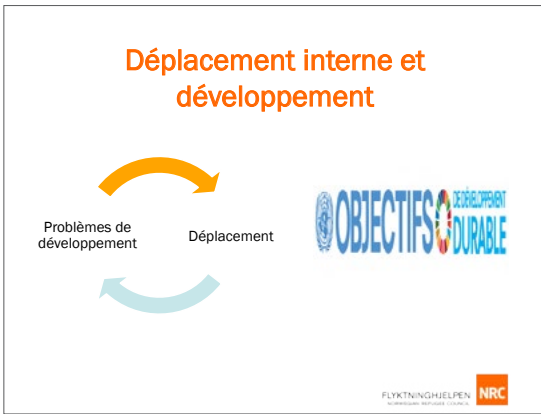 Déplacement interne et
développement
Problèmes de
développement
Déplacement
OBJECTIFS DE DÉVELOPPEMENT
DURABLE
FLYKTNINGHJELPEN
NORWEGIAN REFUGEE COUNCIL
NRC